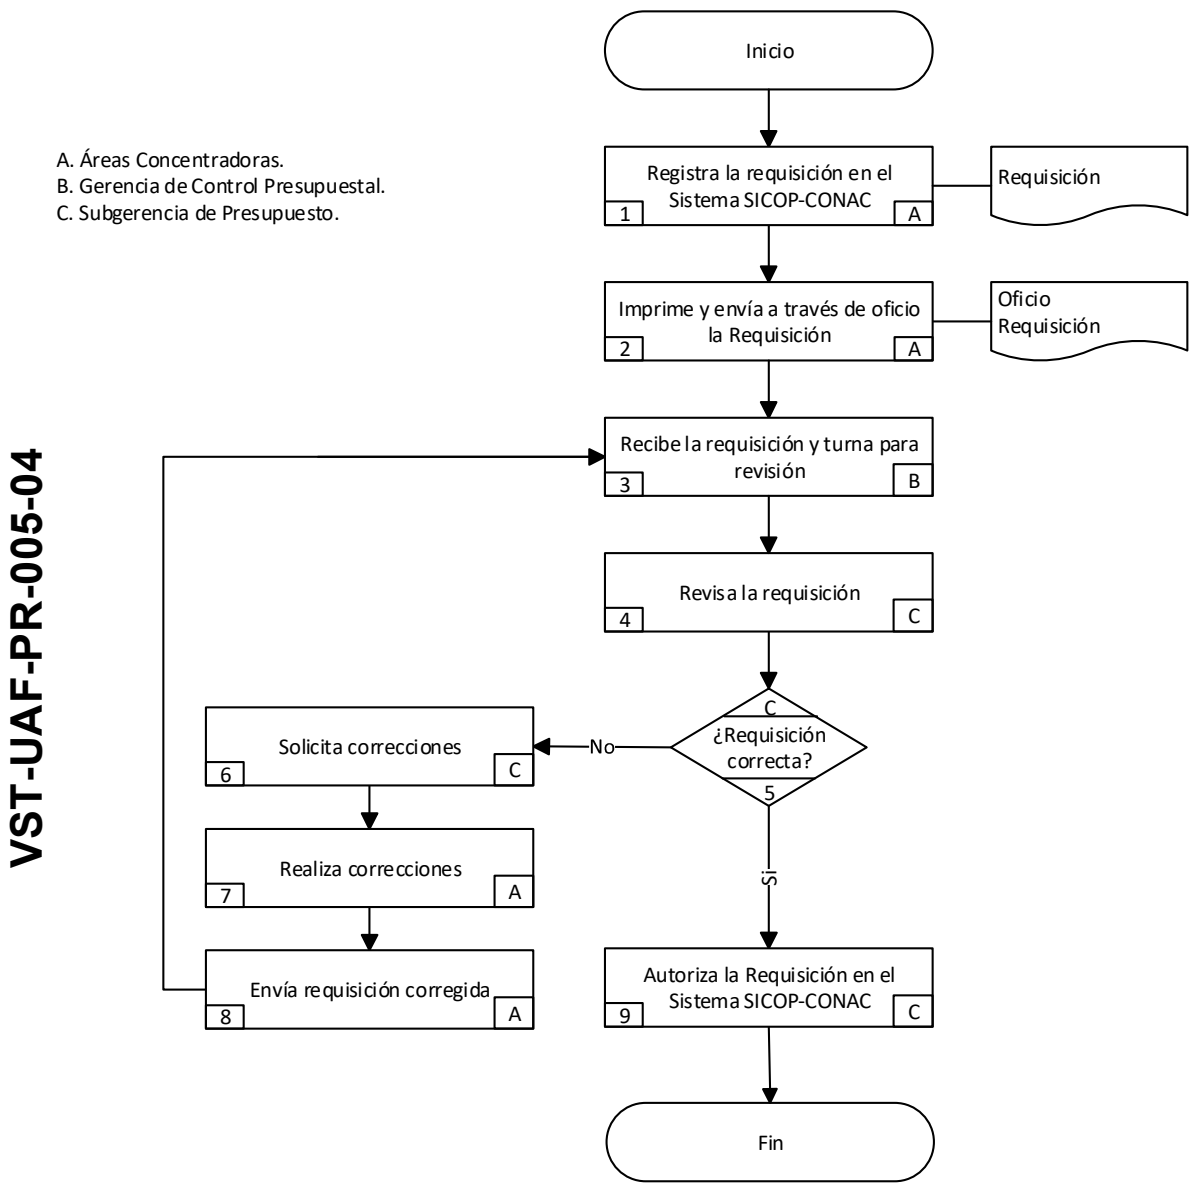 Inicio
A. Áreas Concentradoras.
B. Gerencia de Control Presupuestal.
C. Subgerencia de Presupuesto.
Registra la requisición en el
Sistema SICOP-CONAC
1
A
Requisición
Imprime y envía a través de oficio
la Requisición
2
A
Oficio
Requisición
Recibe la requisición y turna para
revisión
3
B
Revisa la requisición
4
C
C
¿Requisición
correcta?
5
No
Si
Solicita correcciones
6
C
Realiza correcciones
7
A
Envía requisición corregida
8
A
Autoriza la Requisición en el
Sistema SICOP-CONAC
9
C
Fin
VST-UAF-PR-005-04